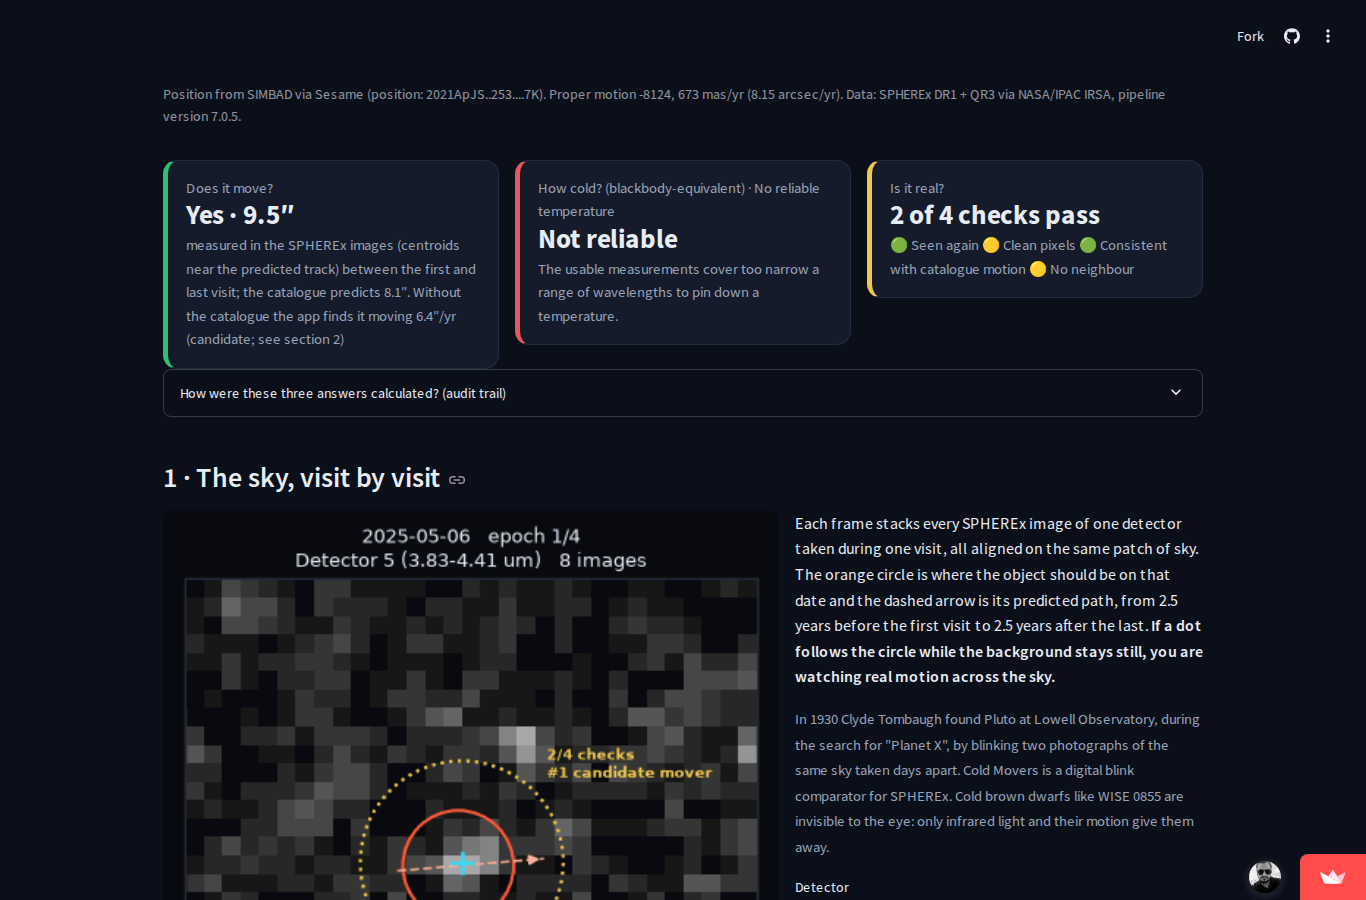 Fork
Position from SIMBAD via Sesame (position: 2021ApJS..253....7K). Proper motion -8124, 673 mas/yr (8.15 arcsec/yr). Data: SPHEREx DR1 + QR3 via NASA/IPAC IRSA, pipeline
version 7.0.5.
Does it move?
Yes · 9.5″
measured in the SPHEREx images (centroids
near the predicted track) between the first and
last visit; the catalogue predicts 8.1″. Without
the catalogue the app finds it moving 6.4″/yr
(candidate; see section 2)
How cold? (blackbody-equivalent) · No reliable
temperature
Not reliable
The usable measurements cover too narrow a
range of wavelengths to pin down a
temperature.
Is it real?
2 of 4 checks pass
🟢 Seen again 🟡 Clean pixels 🟢 Consistent
with catalogue motion 🟡 No neighbour
How were these three answers calculated? (audit trail)
1 · The sky, visit by visit
2025-05-06 epoch 1/4
Detector 5 (3.83-4.41 um) 8 images
2/4 checks
#1 candidate mover
Each frame stacks every SPHEREx image of one detector
taken during one visit, all aligned on the same patch of sky.
The orange circle is where the object should be on that
date and the dashed arrow is its predicted path, from 2.5
years before the first visit to 2.5 years after the last. If a dot
follows the circle while the background stays still, you are
watching real motion across the sky.
In 1930 Clyde Tombaugh found Pluto at Lowell Observatory, during
the search for "Planet X", by blinking two photographs of the
same sky taken days apart. Cold Movers is a digital blink
comparator for SPHEREx. Cold brown dwarfs like WISE 0855 are
invisible to the eye: only infrared light and their motion give them
away.
Detector